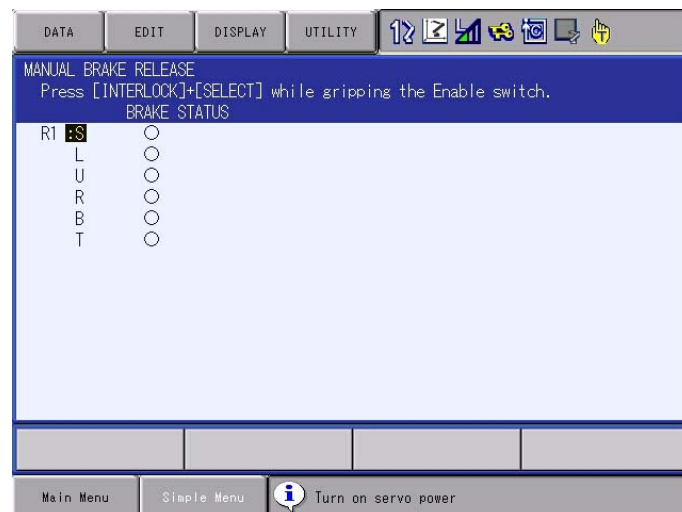 DATA EDIT DISPLAY UTILITY
MANUAL BRAKE RELEASE
Press [INTERLOCK]+[SELECT] while gripping the Enable switch.
BRAKE STATUS
R1 :S
L
U
R
B
T
Main Menu Simple Menu Turn on servo power